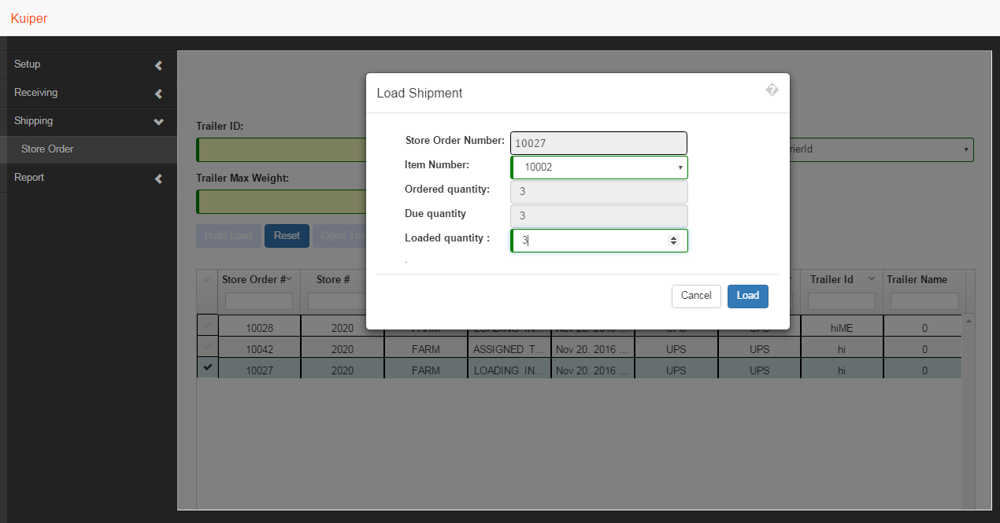 Kuiper
Setup
Receiving
Shipping
Store Order
Report
Trailer ID:
Trailer Max Weight:
Build Load Reset Open Tra
rierId
Load Shipment
?
Store Order Number: 10027
Item Number: 10002
Ordered quantity: 3
Due quantity 3
Loaded quantity : 3
.
Cancel Load
Store Order # Store # Trailer Id Trailer Name
10028 2020 FARM LOADING IN... Nov 20. 2016 ... UPS UPS hiME 0
10042 2020 FARM ASSIGNED T... Nov 20. 2016 ... UPS UPS hi 0
10027 2020 FARM LOADING IN... Nov 20. 2016 ... UPS UPS hi 0